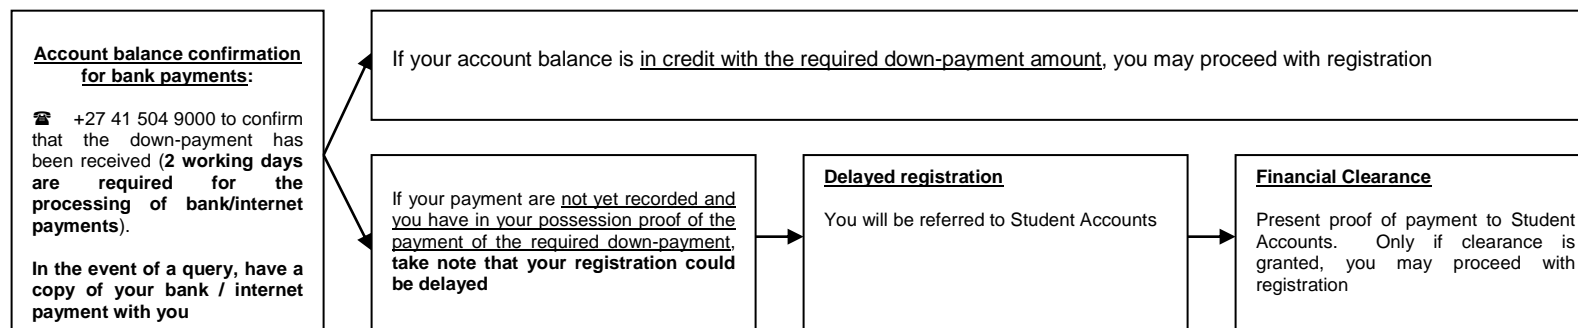 Account balance confirmation
for bank payments:
☎ +27 41 504 9000 to confirm
that the down-payment has
been received (2 working days
are required for the
processing of bank/internet
payments).
In the event of a query, have a
copy of your bank / internet
payment with you
If your account balance is in credit with the required down-payment amount, you may proceed with registration
If your payment are not yet recorded and
you have in your possession proof of the
payment of the required down-payment,
take note that your registration could
be delayed
Delayed registration
You will be referred to Student Accounts
Financial Clearance
Present proof of payment to Student
Accounts. Only if clearance is
granted, you may proceed with
registration